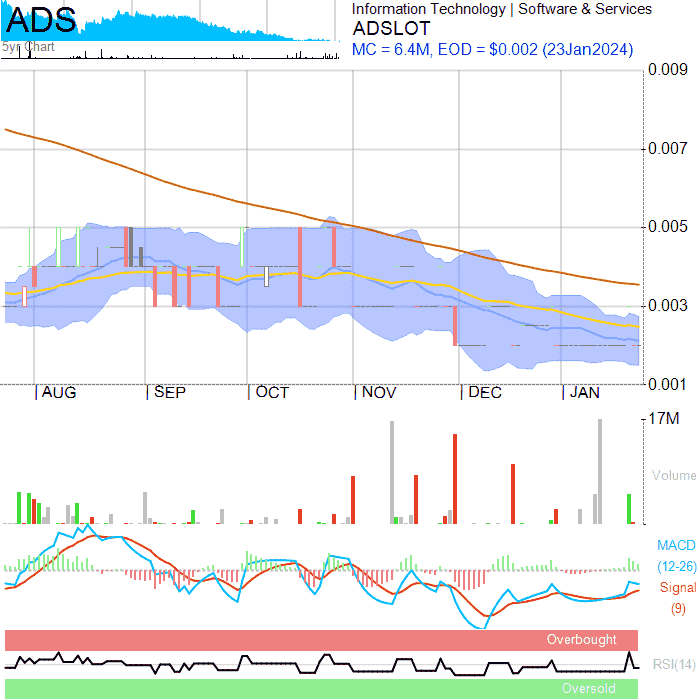 ADS
5yr Chart
Information Technology | Software & Services
ADSLOT
MC = 6.4M, EOD = $0.002 (23Jan2024)
0.009
0.007
0.005
0.003
0.001
AUG
SEP
OCT
NOV
DEC
JAN
17M
Volume
MACD
(12-26)
Signal
(9)
Overbought
RSI(14)
Oversold